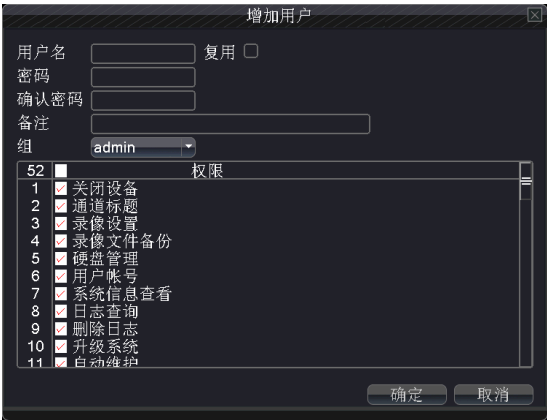 增加用户
用户名 复用
密码
确认密码
备注
组 admin
52 权限
1 关闭设备
2 通道标题
3 录像设置
4 录像文件备份
5 硬盘管理
6 用户帐号
7 系统信息查看
8 日志查询
9 删除日志
10 升级系统
11 自动维护
确定 取消